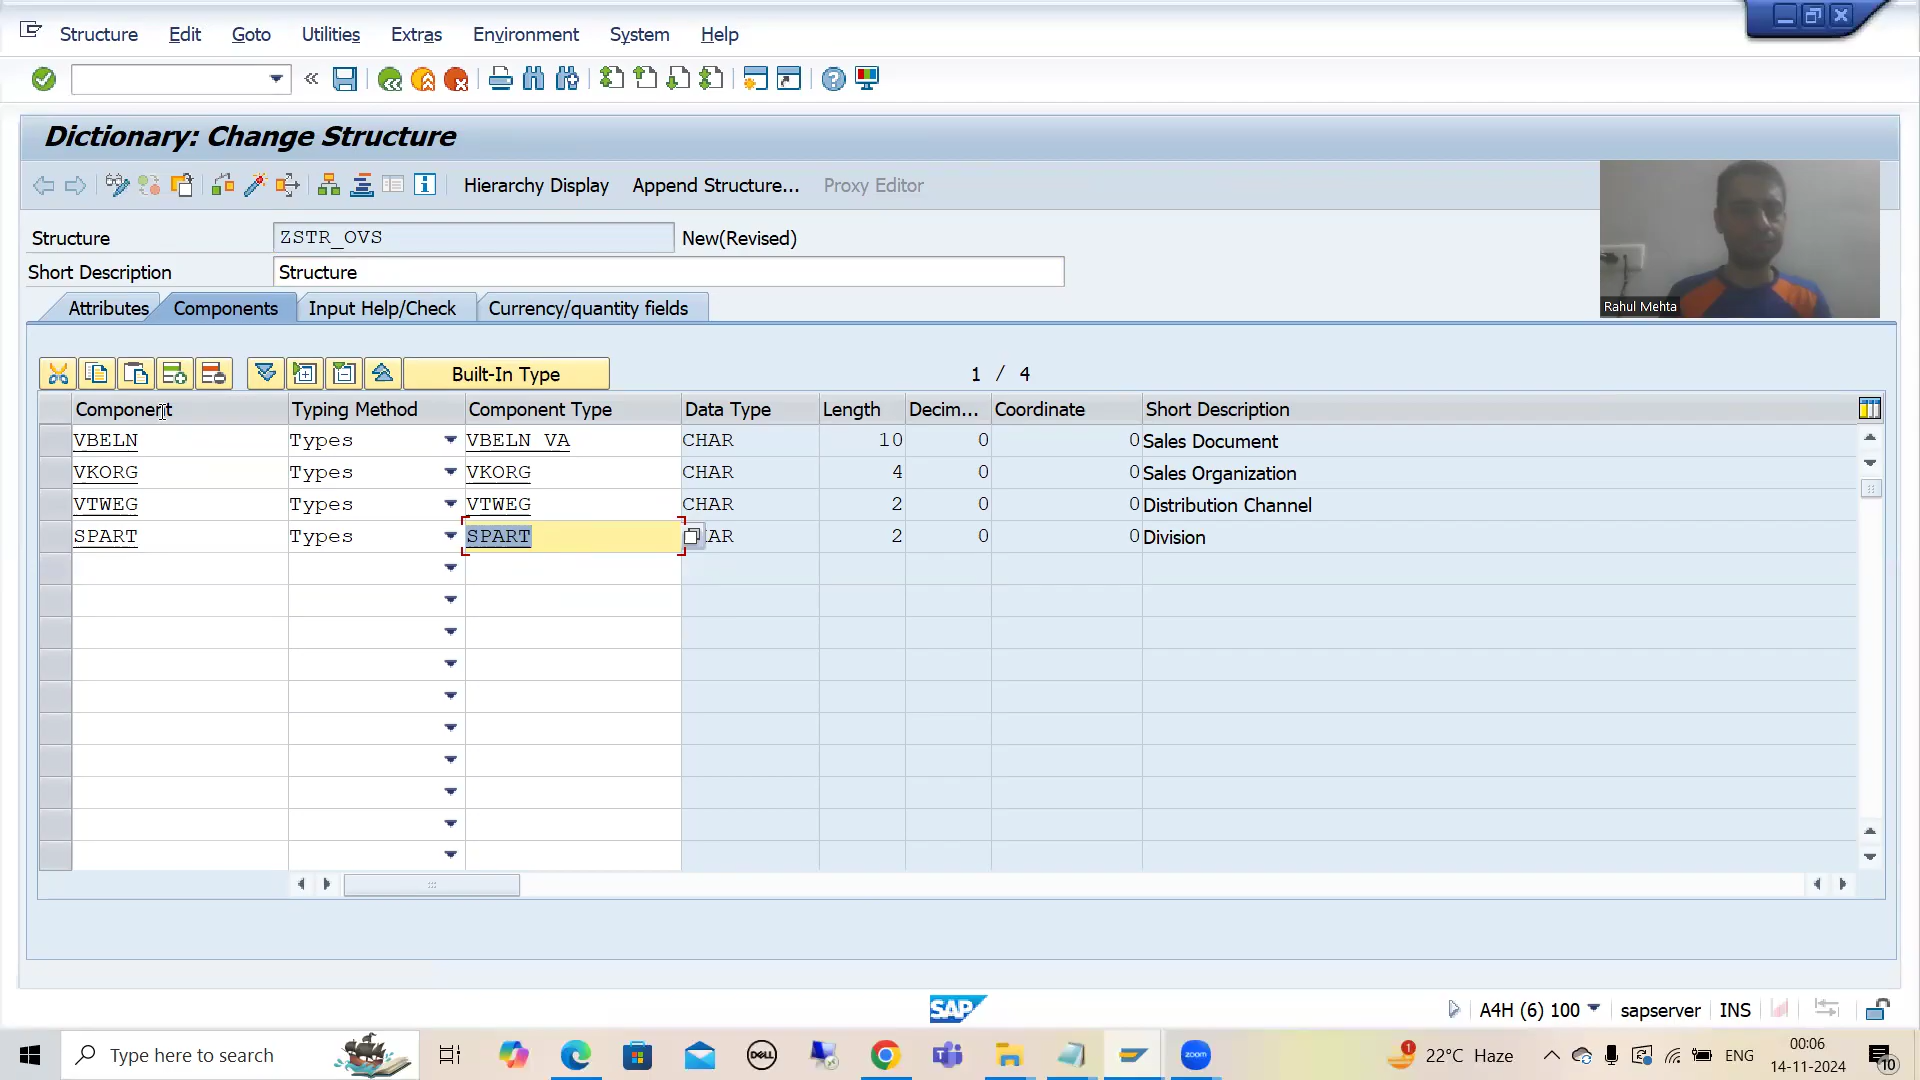 Structure Edit Goto Utilities Extras Environment System Help
Dictionary: Change Structure
Hierarchy Display Append Structure... Proxy Editor
Structure ZSTR_OVS New(Revised)
Short Description Structure
Rahul Mehta
Attributes Components Input Help/Check Currency/quantity fields
Built-In Type 1 / 4
Component Typing Method Component Type Data Type Length Decim... Coordinate Short Description
VBELN Types VBELN_VA CHAR 10 0 0 Sales Document
VKORG Types VKORG CHAR 4 0 0 Sales Organization
VTWEG Types VTWEG CHAR 2 0 0 Distribution Channel
SPART Types SPART AR 2 0 0 Division
SAP A4H (6) 100 sapserver INS
Type here to search DELL zoom 1 22°C Haze ENG 00:06
14-11-2024 10